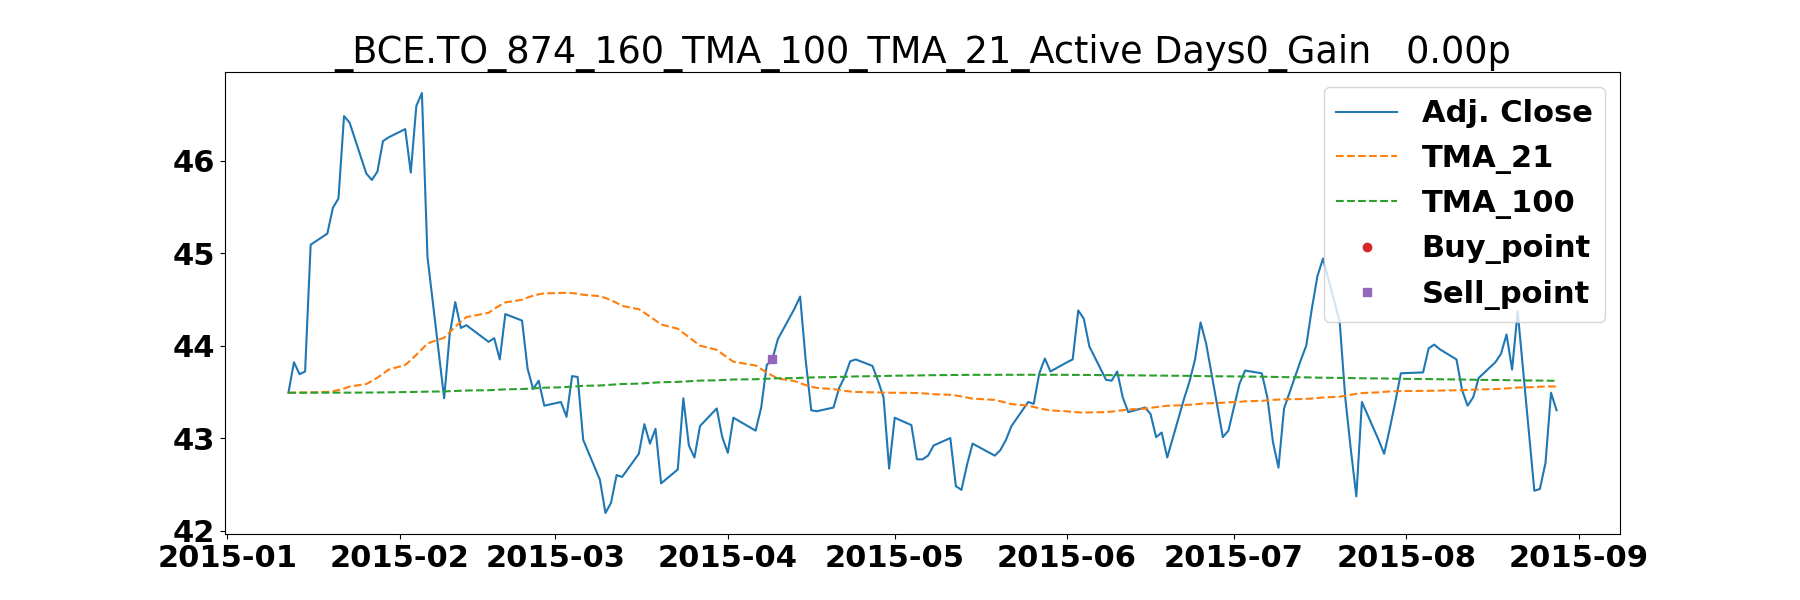 _BCE.TO_874_160_TMA_100_TMA_21_Active Days0_Gain   0.00p
Adj. Close
TMA_21
TMA_100
Buy_point
Sell_point
46
45
44
43
42
2015-01 2015-02 2015-03 2015-04 2015-05 2015-06 2015-07 2015-08 2015-09